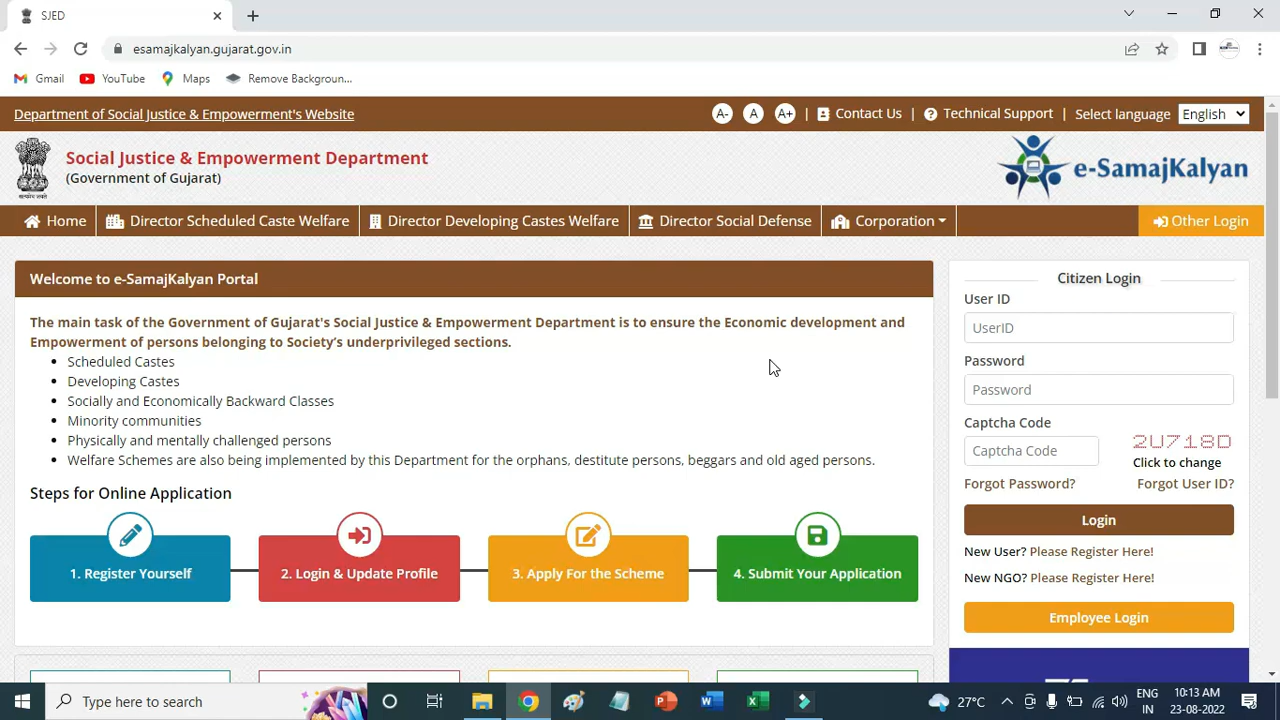 SJED
esamajkalyan.gujarat.gov.in
Gmail YouTube Maps Remove Backgroun...
Department of Social Justice & Empowerment's Website A- A A+ | Contact Us | Technical Support | Select language English
Social Justice & Empowerment Department
(Government of Gujarat)
सत्यमेव जयते
e-SamajKalyan
Home Director Scheduled Caste Welfare Director Developing Castes Welfare Director Social Defense Corporation Other Login
Welcome to e-SamajKalyan Portal
The main task of the Government of Gujarat's Social Justice & Empowerment Department is to ensure the Economic development and
Empowerment of persons belonging to Society’s underprivileged sections.
Scheduled Castes
Developing Castes
Socially and Economically Backward Classes
Minority communities
Physically and mentally challenged persons
Welfare Schemes are also being implemented by this Department for the orphans, destitute persons, beggars and old aged persons.
Steps for Online Application
1. Register Yourself
2. Login & Update Profile
3. Apply For the Scheme
4. Submit Your Application
Citizen Login
User ID
UserID
Password
Password
Captcha Code
Captcha Code 2U718D
Click to change
Forgot Password? Forgot User ID?
Login
New User? Please Register Here!
New NGO? Please Register Here!
Employee Login
Type here to search
27°C
ENG
IN
10:13 AM
23-08-2022